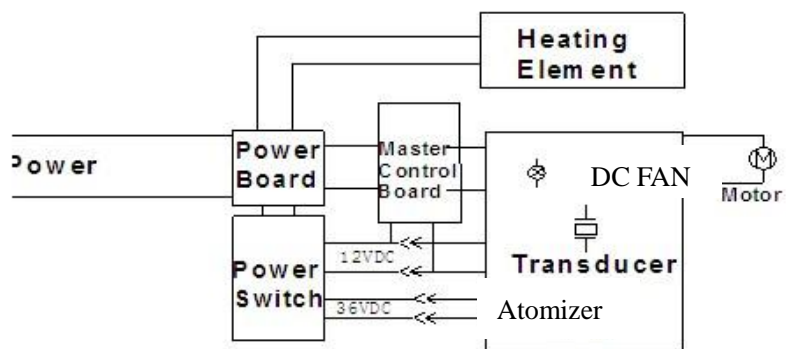 Heating
Element
Power
Power
Board
Master
Control
Board
DC FAN
M
Motor
12VDC
Power
Switch
Transducer
36VDC
Atomizer